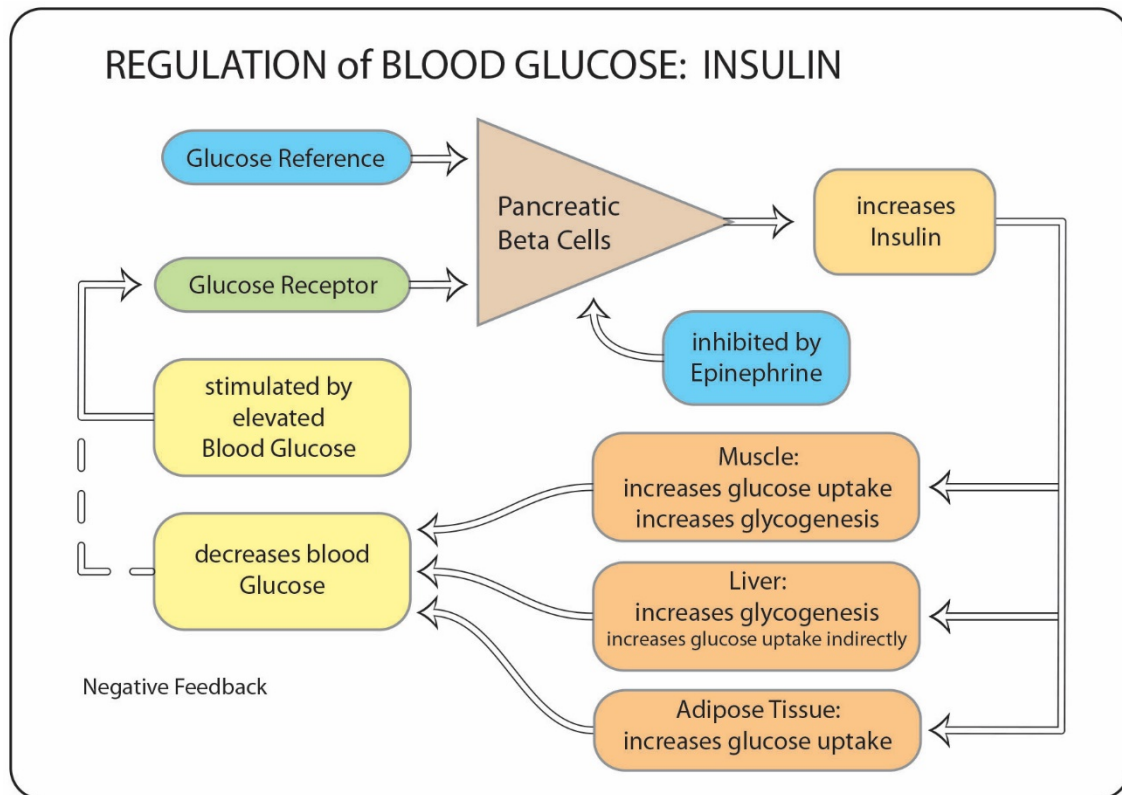 REGULATION of BLOOD GLUCOSE: INSULIN
Glucose Reference
Pancreatic
Beta Cells
increases
Insulin
Glucose Receptor
inhibited by
Epinephrine
stimulated by
elevated
Blood Glucose
Muscle:
increases glucose uptake
increases glycogenesis
decreases blood
Glucose
Liver:
increases glycogenesis
increases glucose uptake indirectly
Adipose Tissue:
increases glucose uptake
Negative Feedback